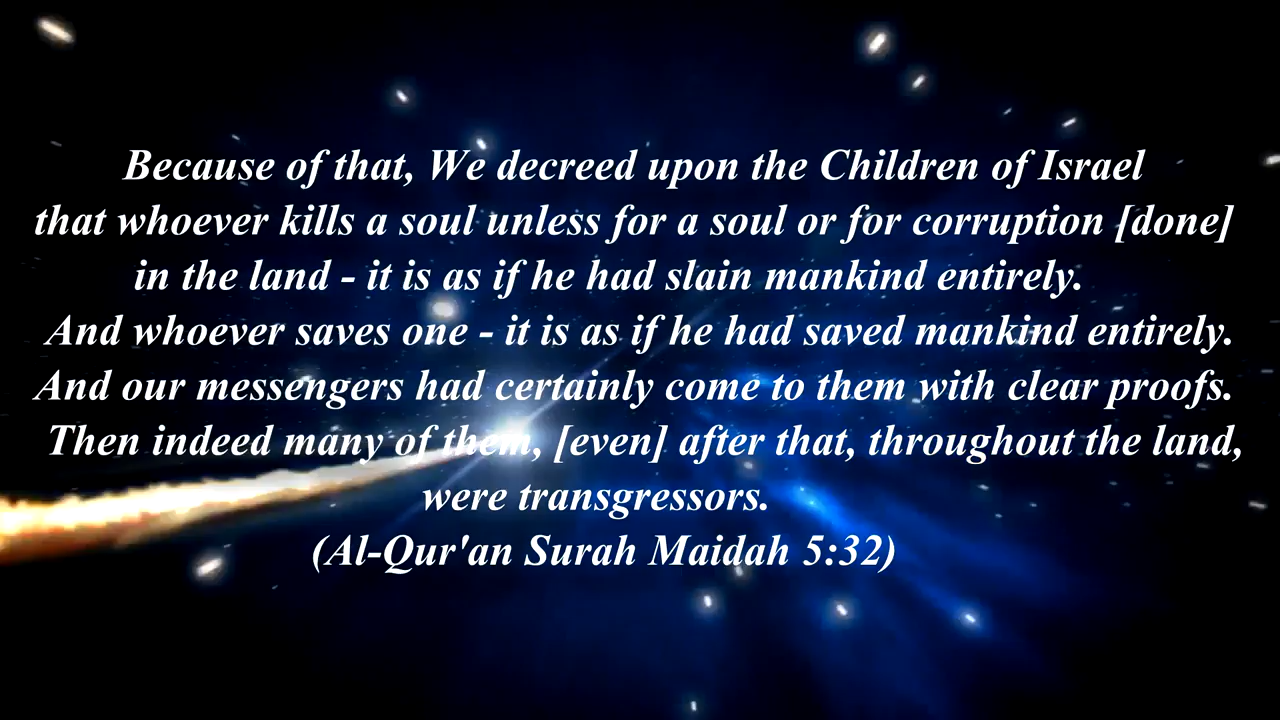 Because of that, We decreed upon the Children of Israel
that whoever kills a soul unless for a soul or for corruption [done]
in the land - it is as if he had slain mankind entirely.
And whoever saves one - it is as if he had saved mankind entirely.
And our messengers had certainly come to them with clear proofs.
Then indeed many of them, [even] after that, throughout the land,
were transgressors.
(Al-Qur'an Surah Maidah 5:32)